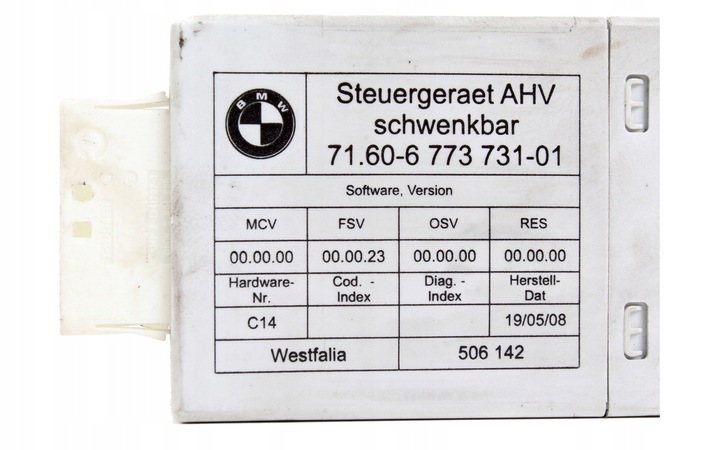 BMW
Steuergeraet AHV
schwenkbar
71.60-6 773 731-01
Software, Version
MCV FSV OSV RES
00.00.00 00.00.23 00.00.00 00.00.00
Hardware-Nr. Cod. -Index Diag. -Index Herstell-Dat
C14 19/05/08
Westfalia 506 142